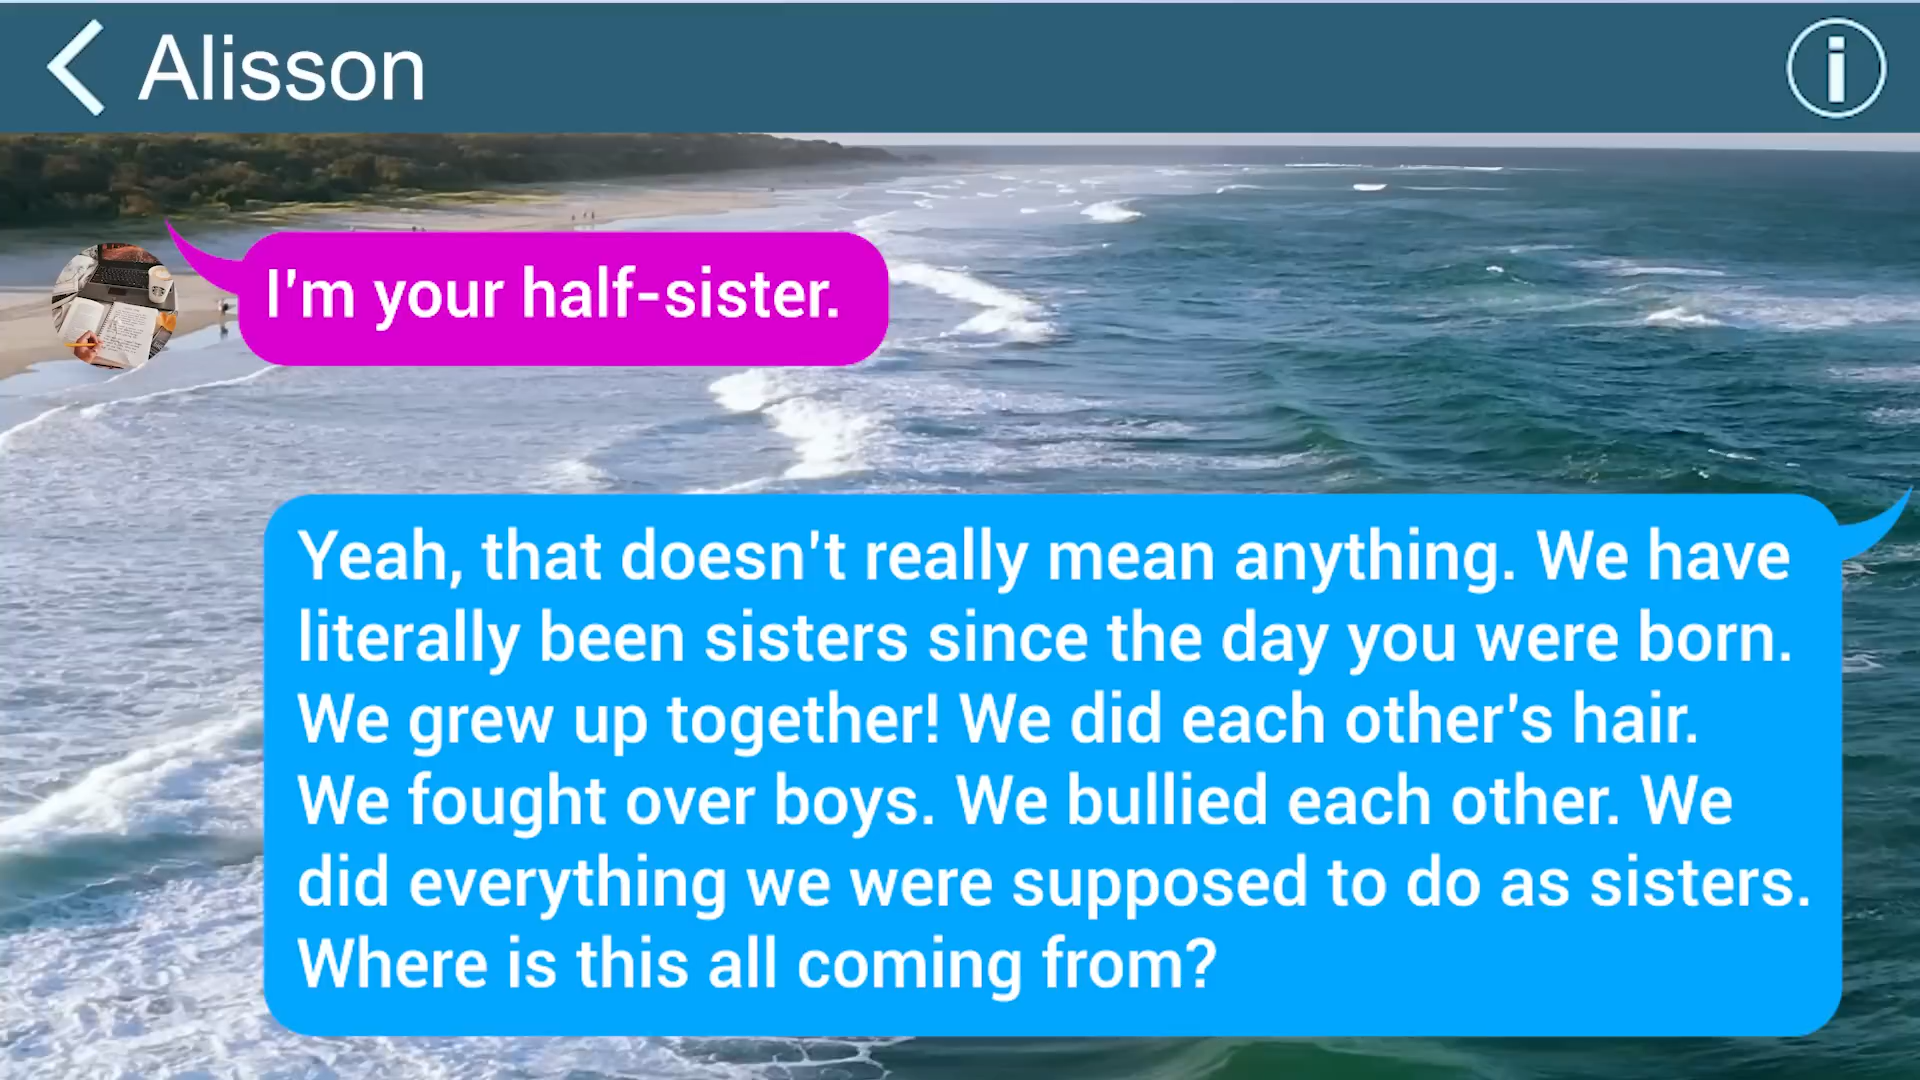 Alisson
I'm your half-sister.
Yeah, that doesn't really mean anything. We have
literally been sisters since the day you were born.
We grew up together! We did each other's hair.
We fought over boys. We bullied each other. We
did everything we were supposed to do as sisters.
Where is this all coming from?